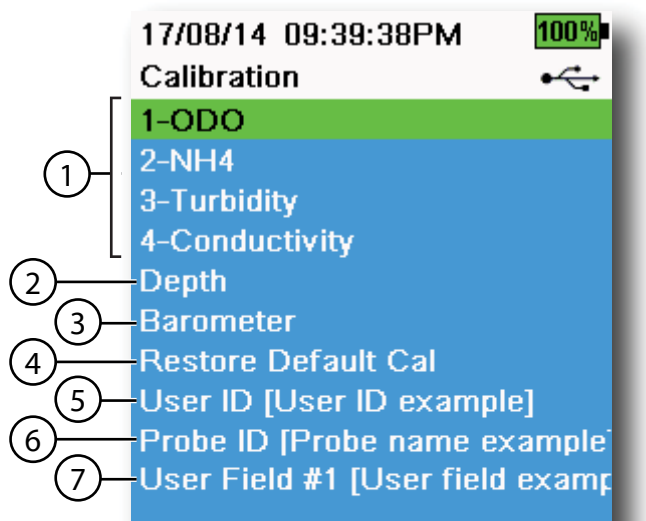 17/08/14 09:39:38PM 100%
Calibration
1-ODO
2-NH4
3-Turbidity
4-Conductivity
1
2 Depth
3 Barometer
4 Restore Default Cal
5 User ID [User ID example]
6 Probe ID [Probe name example]
7 User Field #1 [User field examp